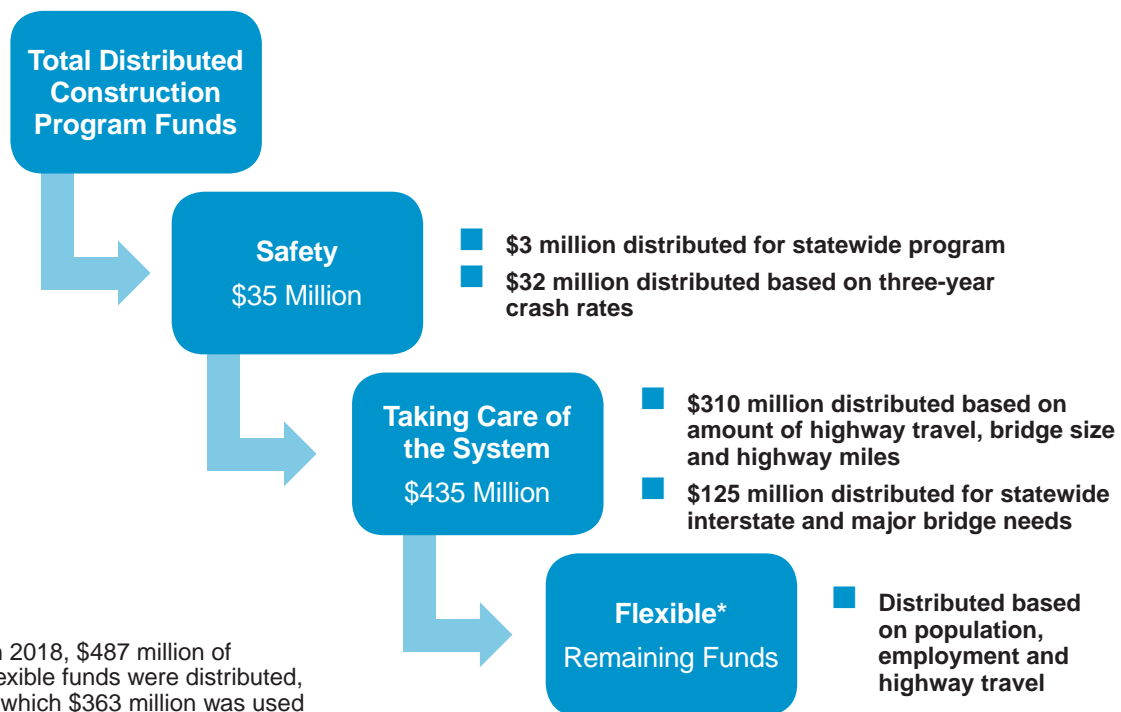 Total Distributed
Construction
Program Funds
Safety
$35 Million
$3 million distributed for statewide program
$32 million distributed based on three-year
crash rates
Taking Care of
the System
$435 Million
$310 million distributed based on
amount of highway travel, bridge size
and highway miles
$125 million distributed for statewide
interstate and major bridge needs
Flexible*
Remaining Funds
Distributed based
on population,
employment and
highway travel
2018, $487 million of
funds were distributed,
which $363 million was used